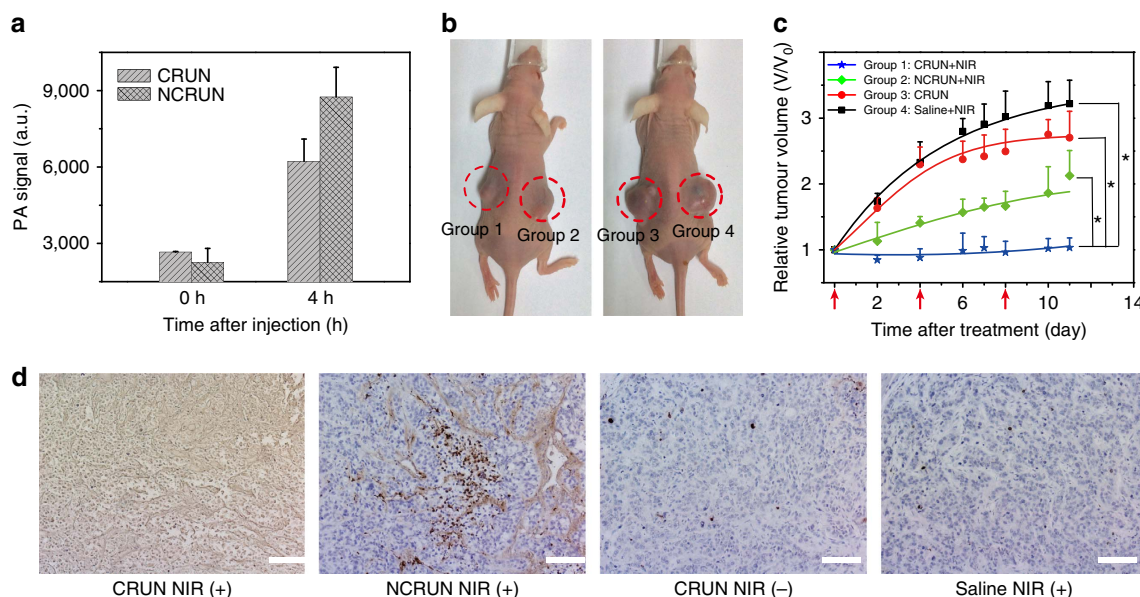 a
PA signal (a.u.)
9,000
6,000
3,000
CRUN
NCRUN
0 h
4 h
Time after injection (h)
b
Group 1
Group 2
Group 3
Group 4
c
Relative tumour volume (V/V0)
3
2
1
Group 1: CRUN+NIR
Group 2: NCRUN+NIR
Group 3: CRUN
Group 4: Saline+NIR
*
*
*
2
6
10
14
Time after treatment (day)
d
CRUN NIR (+)
NCRUN NIR (+)
CRUN NIR (–)
Saline NIR (+)